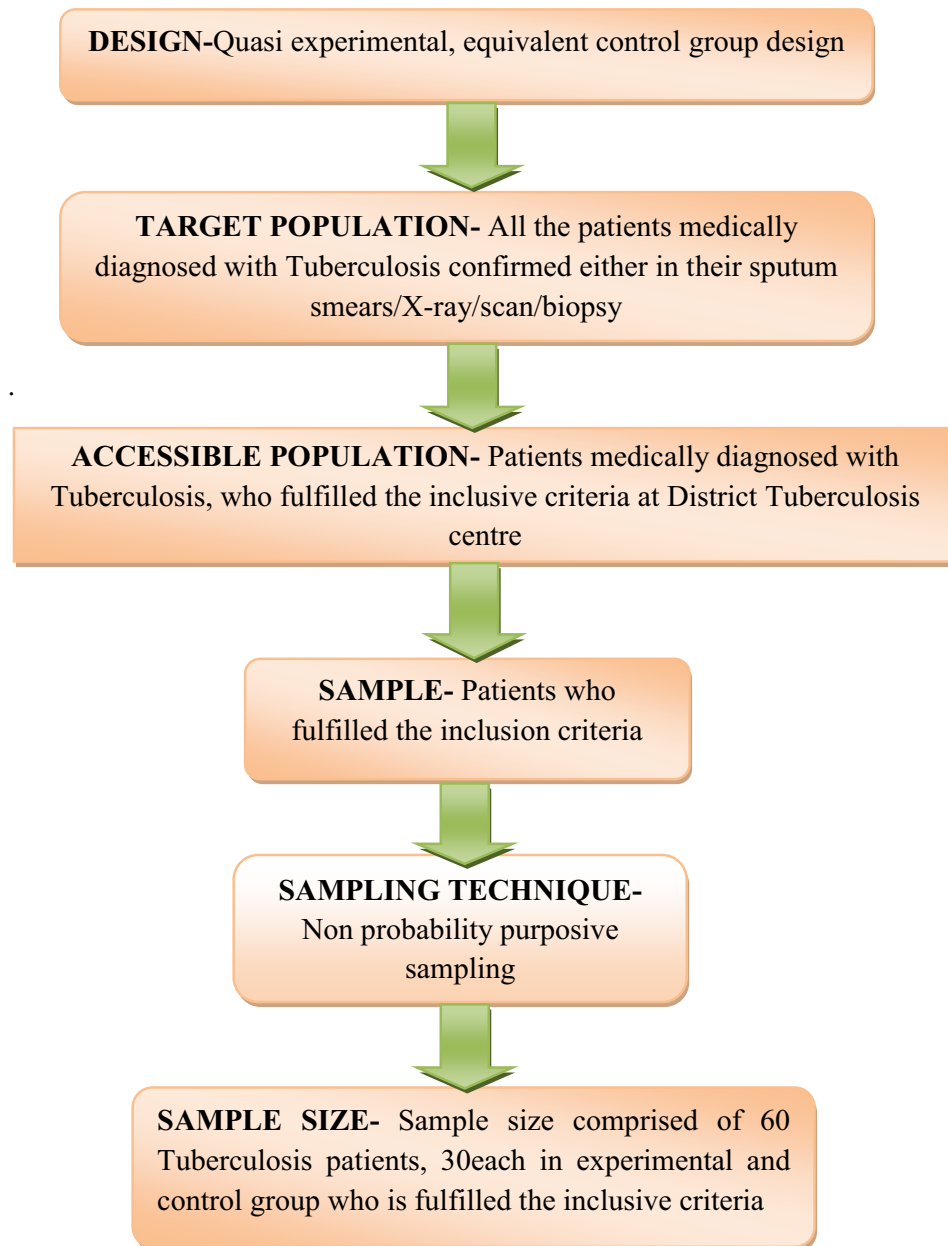 DESIGN-Quasi experimental, equivalent control group design
TARGET POPULATION- All the patients medically
diagnosed with Tuberculosis confirmed either in their sputum
smears/X-ray/scan/biopsy
.
ACCESSIBLE POPULATION- Patients medically diagnosed with
Tuberculosis, who fulfilled the inclusive criteria at District Tuberculosis
centre
SAMPLE- Patients who
fulfilled the inclusion criteria
SAMPLING TECHNIQUE-
Non probability purposive
sampling
SAMPLE SIZE- Sample size comprised of 60
Tuberculosis patients, 30each in experimental and
control group who is fulfilled the inclusive criteria